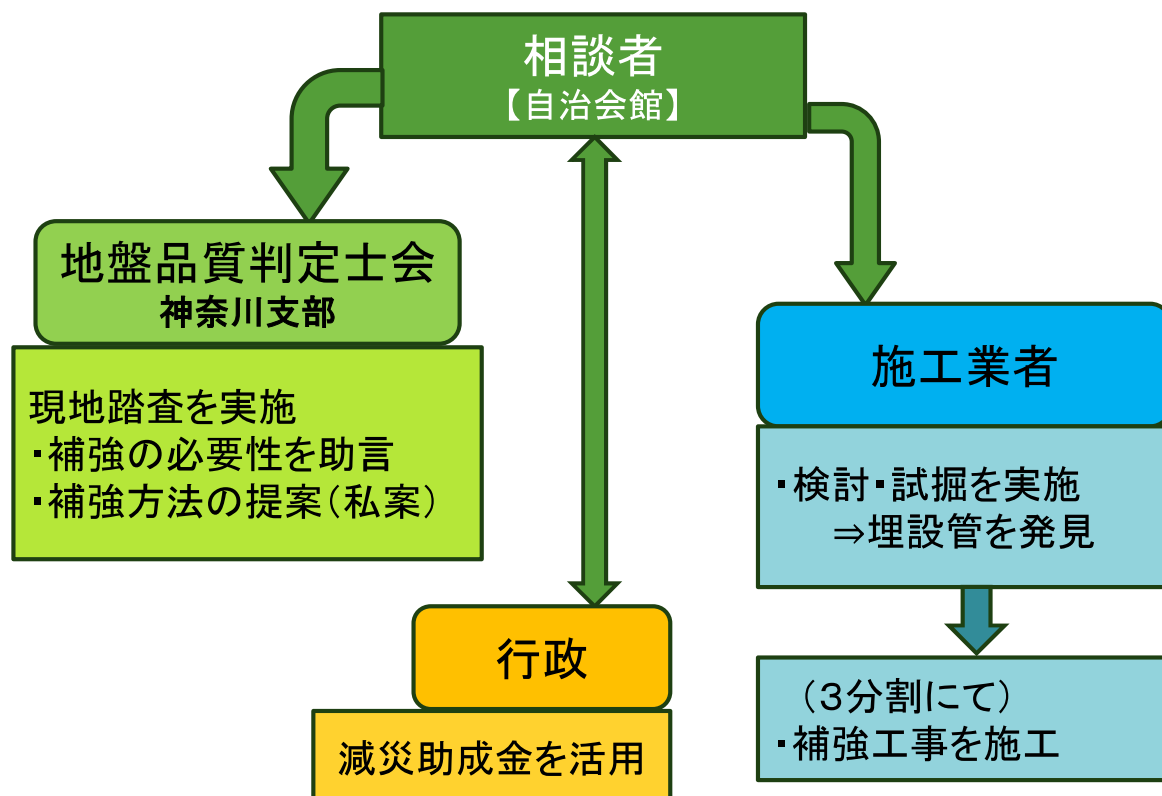 相談者
【自治会館】
地盤品質判定士会
神奈川支部
現地踏査を実施
・補強の必要性を助言
・補強方法の提案（私案）
行政
減災助成金を活用
施工業者
・検討・試掘を実施
⇒埋設管を発見
（３分割にて）
・補強工事を施工